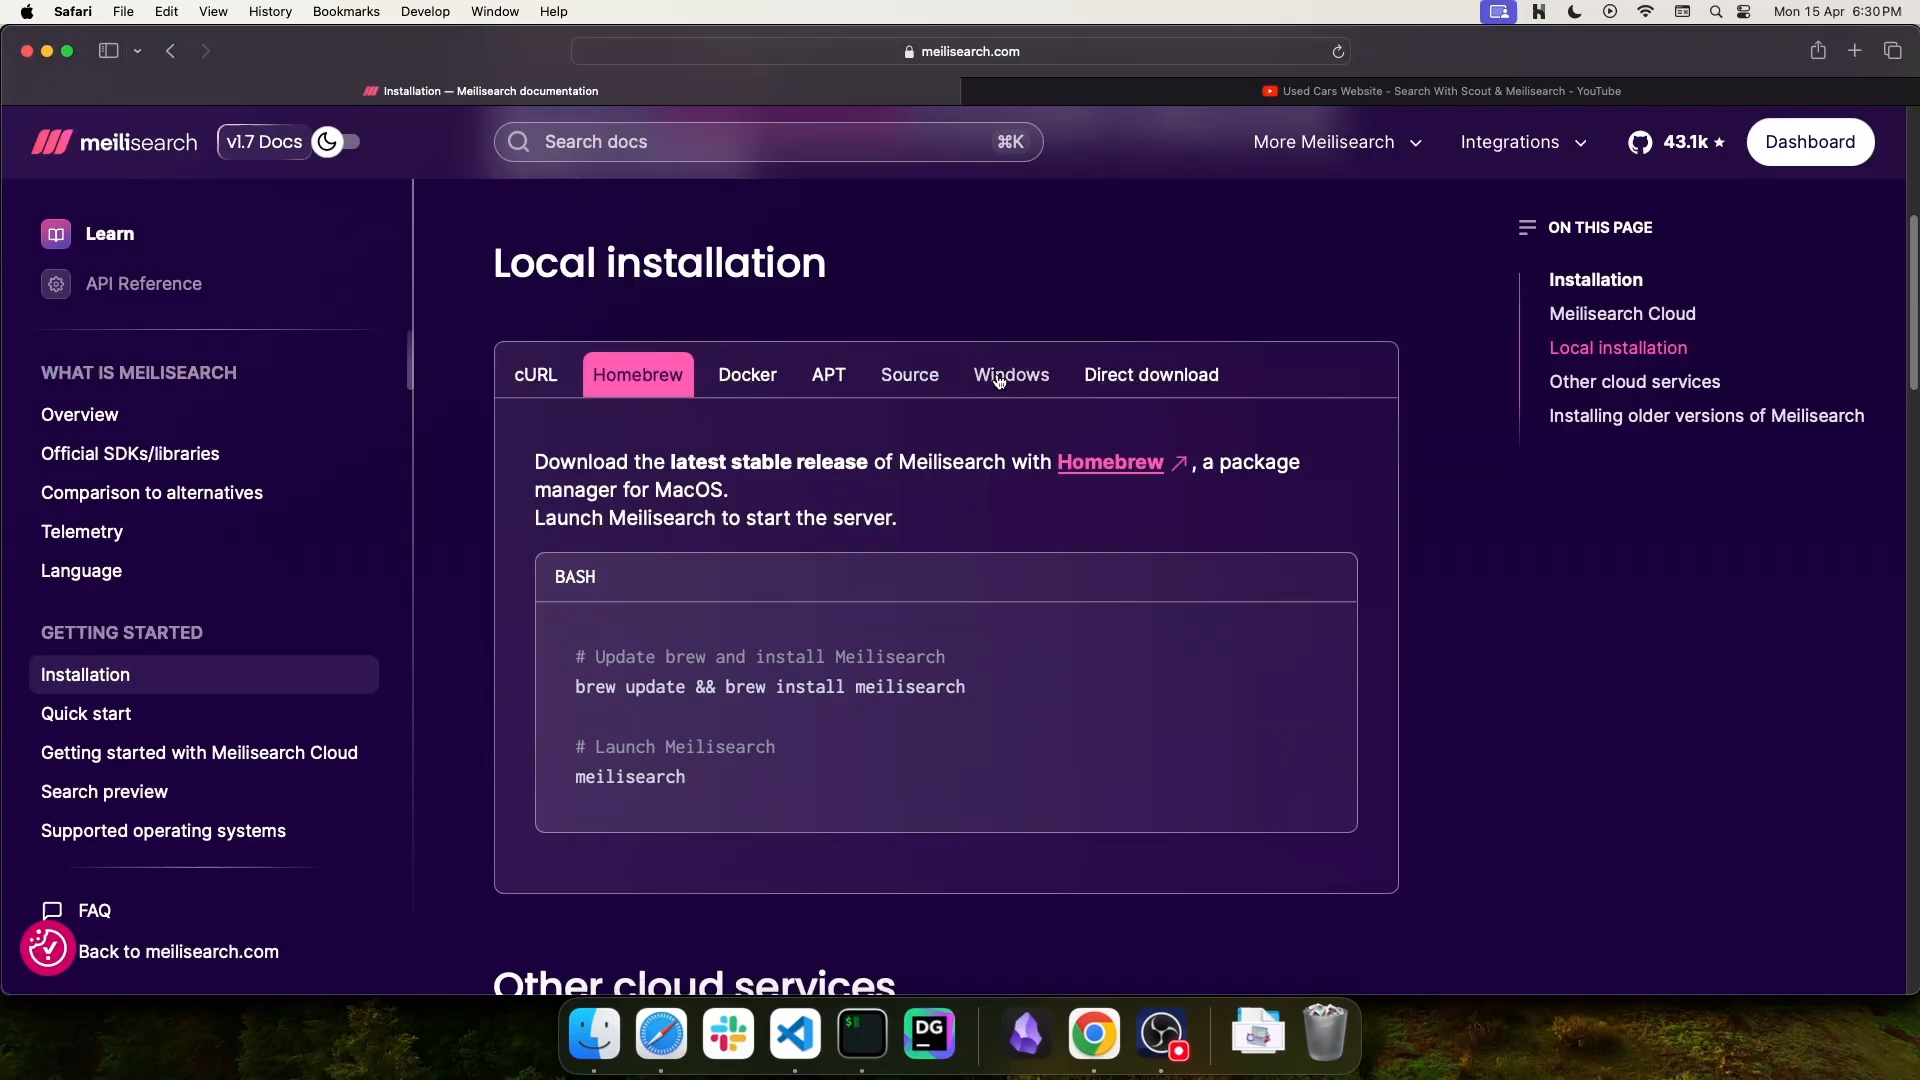 Safari File Edit View History Bookmarks Develop Window Help
Mon 15 Apr 6:30 PM
meilisearch.com
Installation — Meilisearch documentation
Used Cars Website - Search With Scout & Meilisearch - YouTube
meilisearch
v1.7 Docs
Search docs
⌘K
More Meilisearch
Integrations
43.1k ★
Dashboard
Learn
API Reference
WHAT IS MEILISEARCH
Overview
Official SDKs/libraries
Comparison to alternatives
Telemetry
Language
GETTING STARTED
Installation
Quick start
Getting started with Meilisearch Cloud
Search preview
Supported operating systems
FAQ
Back to meilisearch.com
Local installation
cURL Homebrew Docker APT Source Windows Direct download
Download the latest stable release of Meilisearch with Homebrew ↗, a package
manager for MacOS.
Launch Meilisearch to start the server.
BASH
# Update brew and install Meilisearch
brew update && brew install meilisearch
# Launch Meilisearch
meilisearch
Other cloud services
ON THIS PAGE
Installation
Meilisearch Cloud
Local installation
Other cloud services
Installing older versions of Meilisearch
$
DG